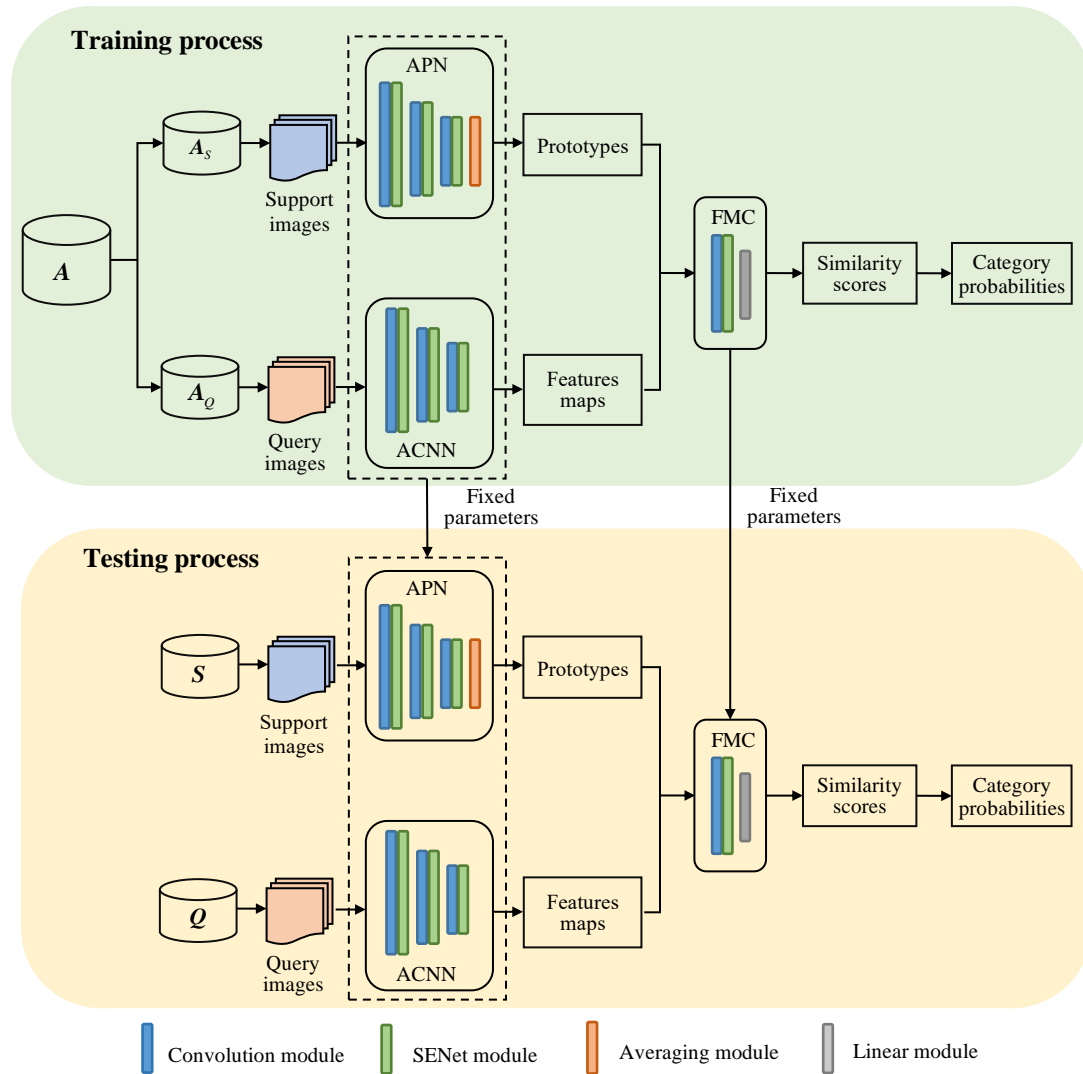 Training process
APN
A_S
Support
images
Prototypes
A
FMC
Similarity
scores
Category
probabilities
A_Q
Query
images
ACNN
Features
maps
Fixed
parameters
Fixed
parameters
Testing process
APN
S
Support
images
Prototypes
FMC
Similarity
scores
Category
probabilities
Q
Query
images
ACNN
Features
maps
Convolution module
SENet module
Averaging module
Linear module